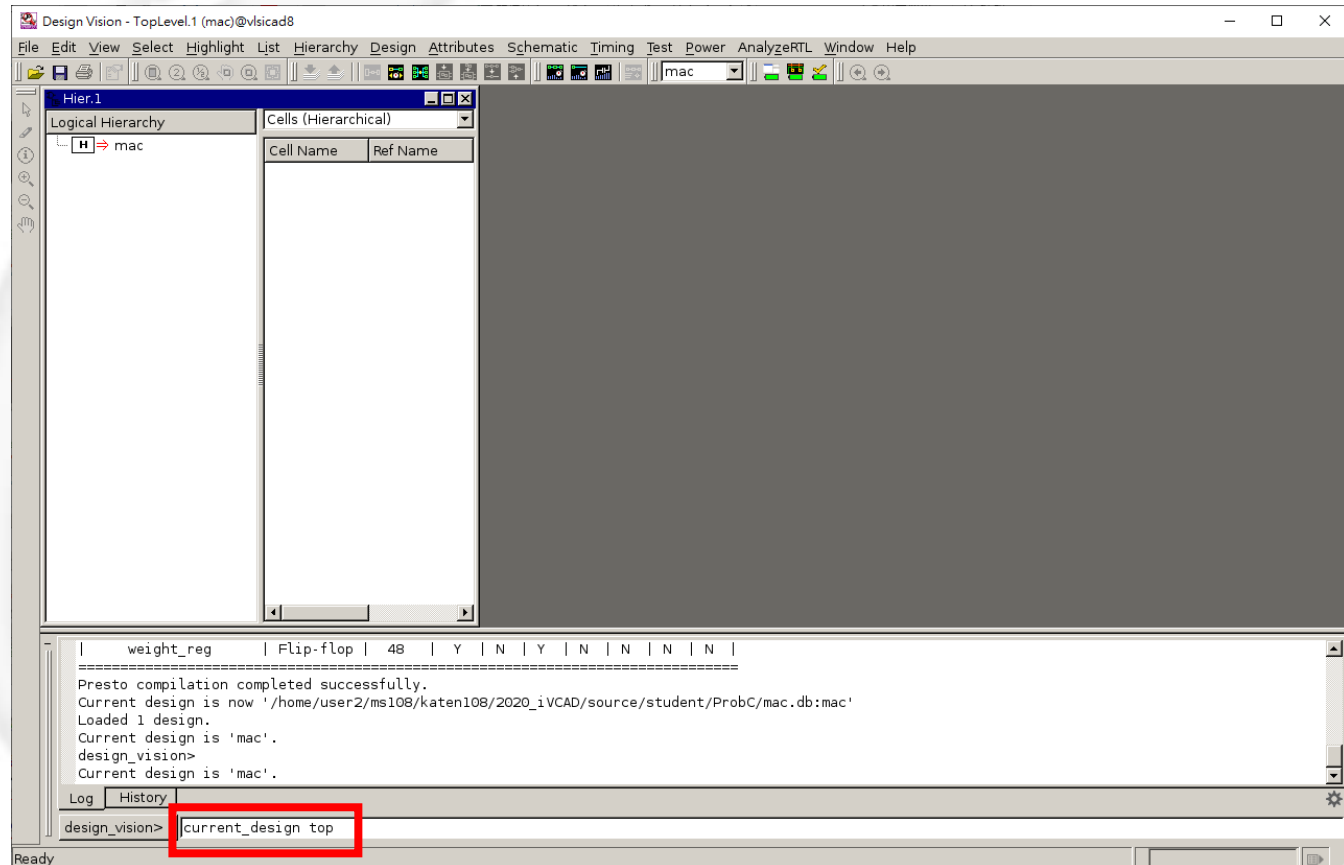 Design Vision - TopLevel.1 (mac)@vlsicad8
File Edit View Select Highlight List Hierarchy Design Attributes Schematic Timing Test Power AnalyzeRTL Window Help
mac
Hier.1
Logical Hierarchy
Cells (Hierarchical)
H mac
Cell Name Ref Name
| weight_reg | Flip-flop | 48 | Y | N | Y | N | N | N | N |
===============================================================================
Presto compilation completed successfully.
Current design is now '/home/user2/ms108/katen108/2020_iVCAD/source/student/ProbC/mac.db:mac'
Loaded 1 design.
Current design is 'mac'.
design_vision>
Current design is 'mac'.
Log History
design_vision> current_design top
Ready